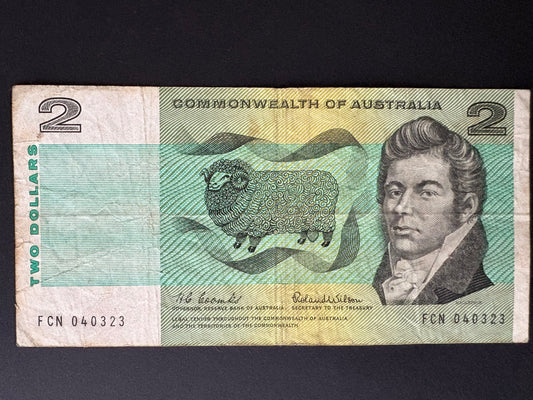 2 COMMONWEALTH OF AUSTRALIA 2
TWO DOLLARS
H C Coombs Roland Wilson
GOVERNOR, RESERVE BANK OF AUSTRALIA SECRETARY TO THE TREASURY
LEGAL TENDER THROUGHOUT THE COMMONWEALTH OF AUSTRALIA
AND THE TERRITORIES OF THE COMMONWEALTH.
FCN 040323 FCN 040323